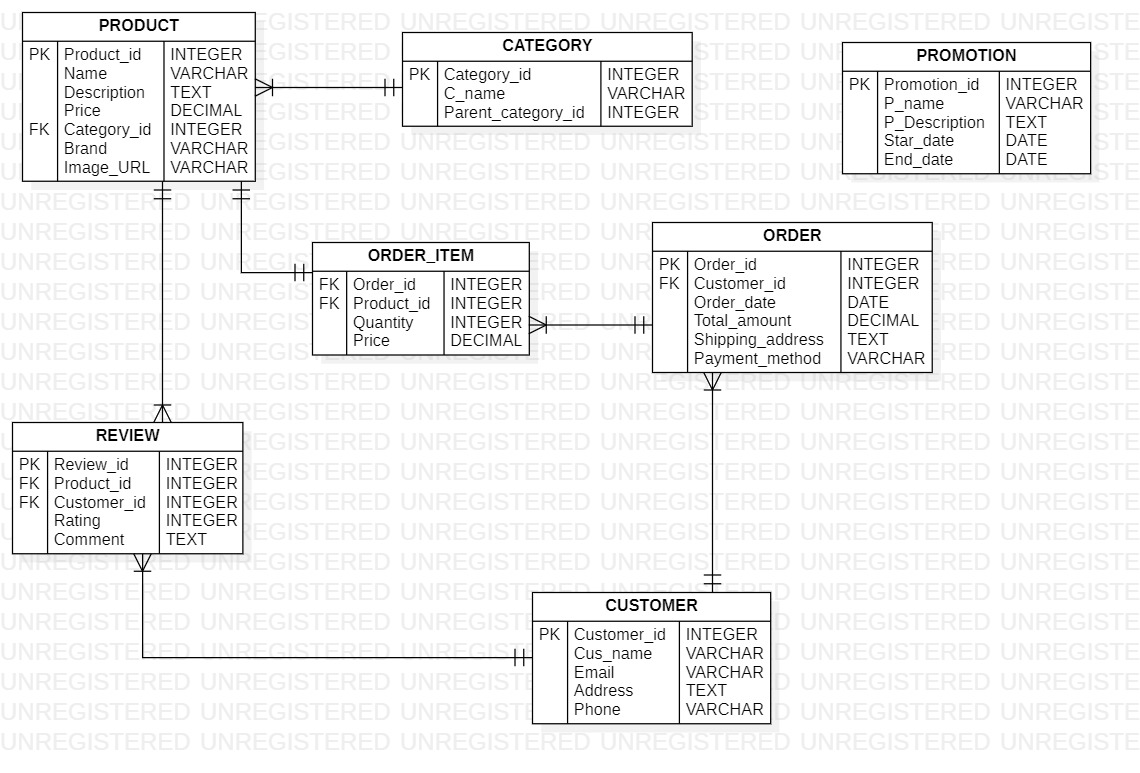 PRODUCT
PK Product_id INTEGER
Name VARCHAR
Description TEXT
Price DECIMAL
FK Category_id INTEGER
Brand VARCHAR
Image_URL VARCHAR
CATEGORY
PK Category_id INTEGER
C_name VARCHAR
Parent_category_id INTEGER
PROMOTION
PK Promotion_id INTEGER
P_name VARCHAR
P_Description TEXT
Star_date DATE
End_date DATE
ORDER_ITEM
FK Order_id INTEGER
FK Product_id INTEGER
Quantity INTEGER
Price DECIMAL
ORDER
PK Order_id INTEGER
FK Customer_id INTEGER
Order_date DATE
Total_amount DECIMAL
Shipping_address TEXT
Payment_method VARCHAR
REVIEW
PK Review_id INTEGER
FK Product_id INTEGER
FK Customer_id INTEGER
Rating INTEGER
Comment TEXT
CUSTOMER
PK Customer_id INTEGER
Cus_name VARCHAR
Email VARCHAR
Address TEXT
Phone VARCHAR
UNREGISTERED UNREGISTERED UNREGISTERED UNREGISTERED UNREGISTERED UNREGISTERED